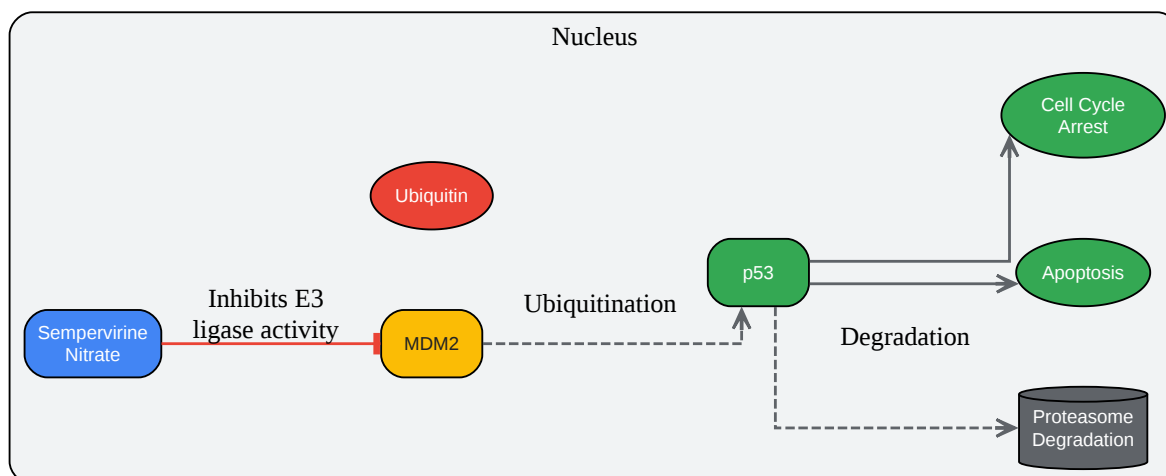 Nucleus
Cell Cycle
Arrest
Ubiquitin
p53
Apoptosis
Inhibits E3
ligase activity
Ubiquitination
Sempervirine
Nitrate
MDM2
Degradation
Proteasome
Degradation